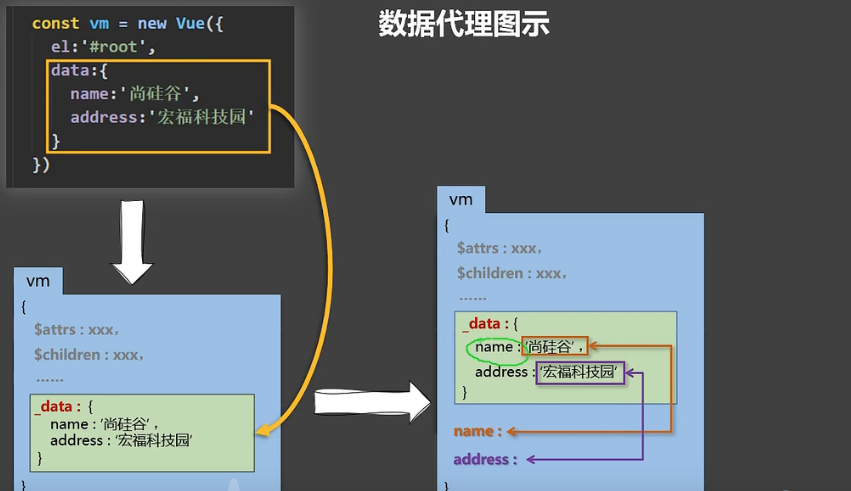 数据代理图示
const vm = new Vue({
el:'#root',
data:{
name:'尚硅谷',
address:'宏福科技园'
}
})
vm
{
$attrs : xxx，
$children : xxx，
……
_data : {
name : '尚硅谷' ，
address : '宏福科技园'
}
}
vm
{
$attrs : xxx，
$children : xxx，
……
_data : {
name : '尚硅谷' ，
address : '宏福科技园'
}
name :
address :
}